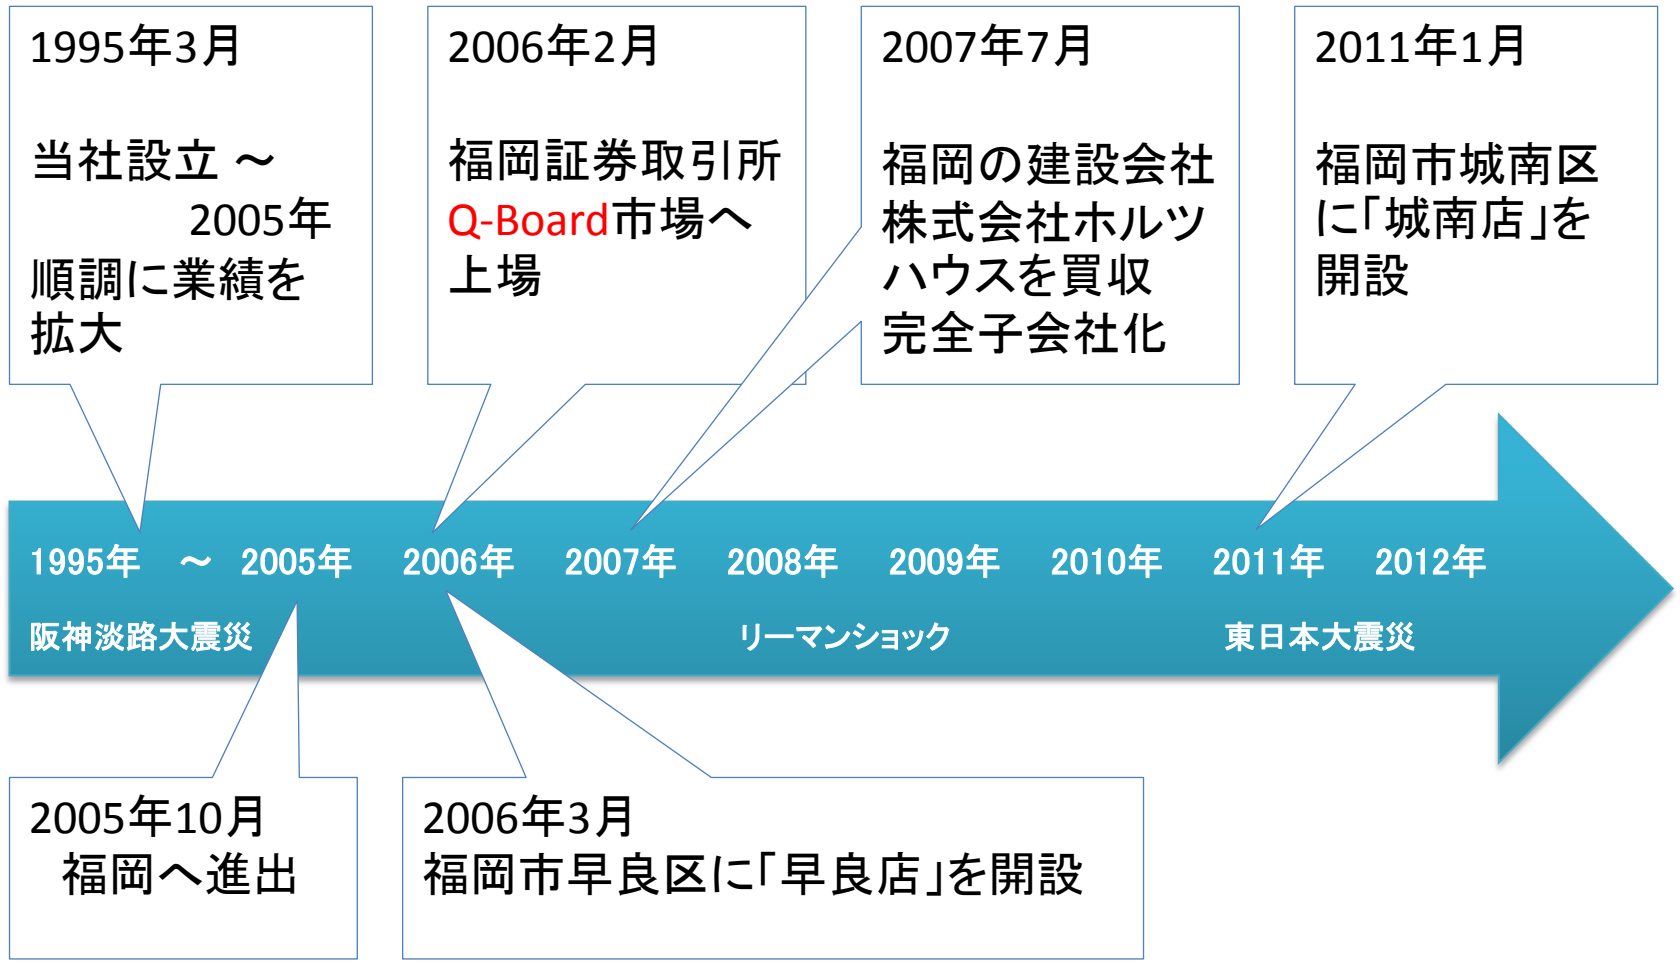 1995年3月
当社設立 ～
2005年
順調に業績を
拡大
2006年2月
福岡証券取引所
Q-Board市場へ
上場
2007年7月
福岡の建設会社
株式会社ホルツ
ハウスを買収
完全子会社化
2011年1月
福岡市城南区
に「城南店」を
開設
1995年 ～ 2005年 2006年 2007年 2008年 2009年 2010年 2011年 2012年
阪神淡路大震災 リーマンショック 東日本大震災
2005年10月
福岡へ進出
2006年3月
福岡市早良区に「早良店」を開設